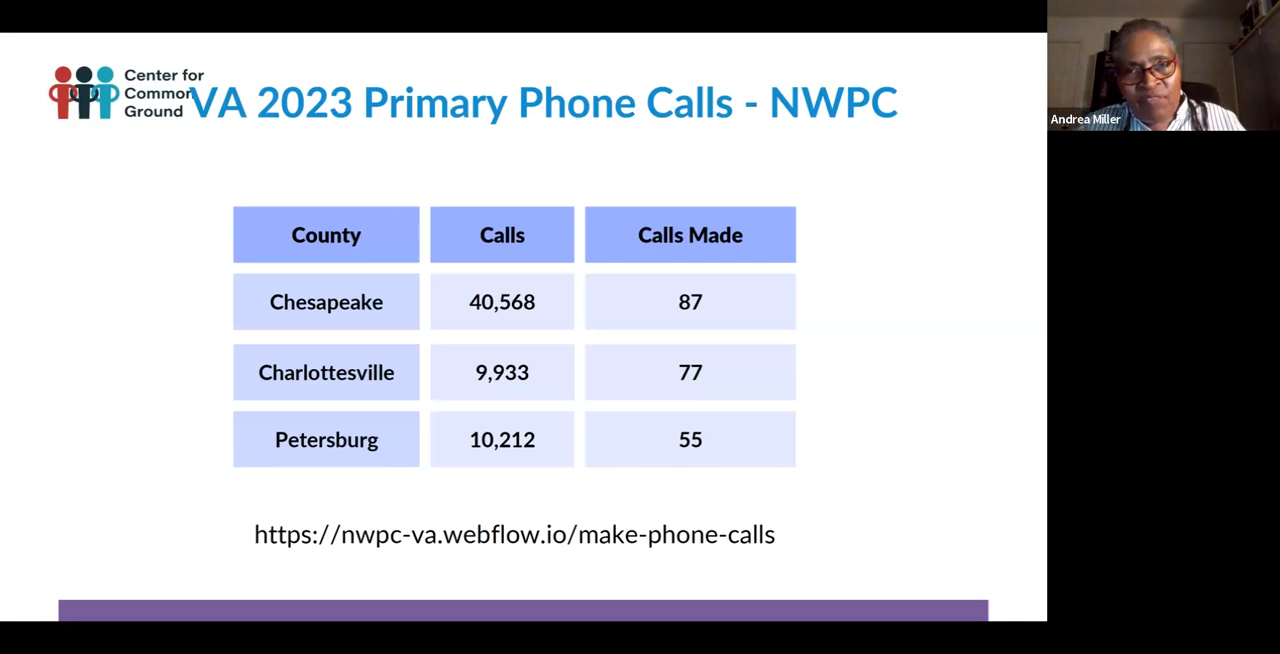 Center for
Common
Ground
VA 2023 Primary Phone Calls - NWPC
Andrea Miller
County Calls Calls Made
Chesapeake 40,568 87
Charlottesville 9,933 77
Petersburg 10,212 55
https://nwpc-va.webflow.io/make-phone-calls